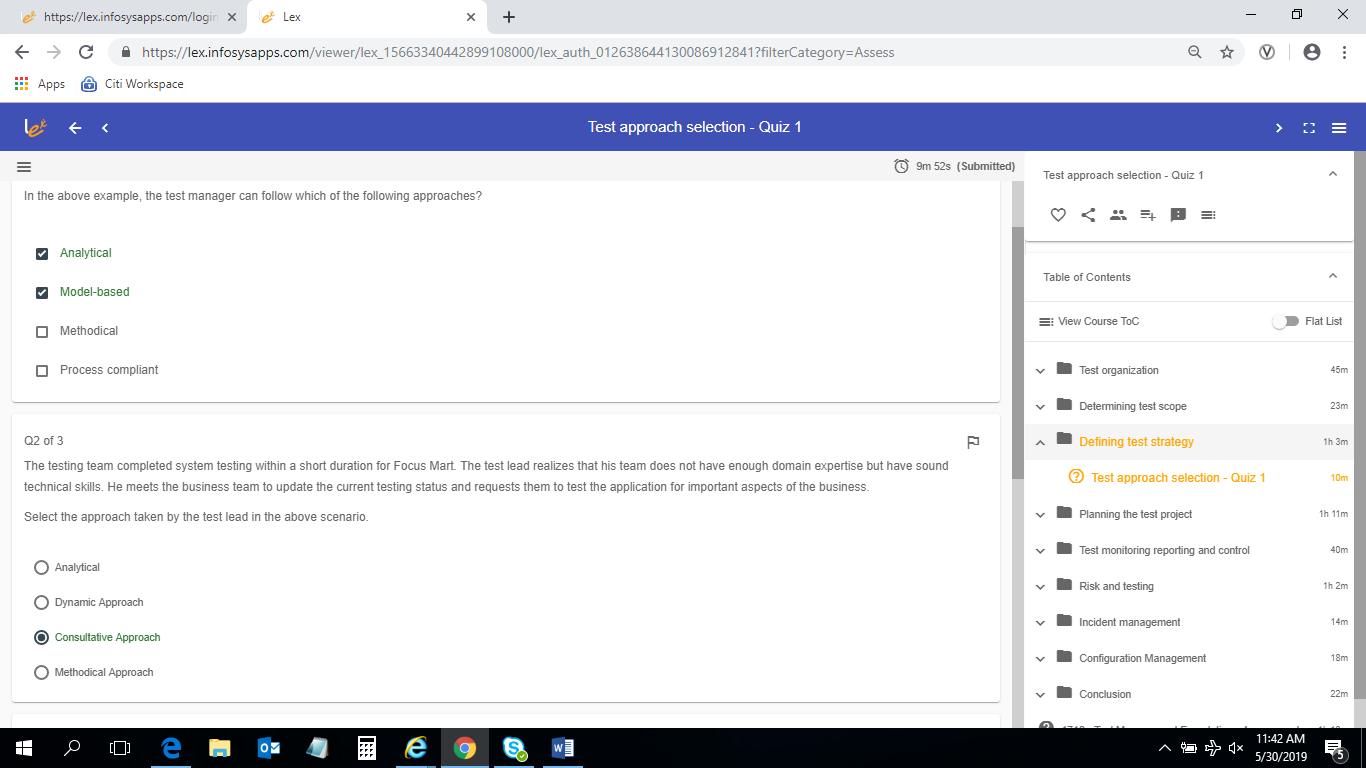 https://lex.infosysapps.com/login
Lex
https://lex.infosysapps.com/viewer/lex_15663340442899108000/lex_auth_012638644130086912841?filterCategory=Assess
Apps
Citi Workspace
lex
Test approach selection - Quiz 1
9m 52s (Submitted)
In the above example, the test manager can follow which of the following approaches?
Analytical
Model-based
Methodical
Process compliant
Q2 of 3
The testing team completed system testing within a short duration for Focus Mart. The test lead realizes that his team does not have enough domain expertise but have sound
technical skills. He meets the business team to update the current testing status and requests them to test the application for important aspects of the business.
Select the approach taken by the test lead in the above scenario.
Analytical
Dynamic Approach
Consultative Approach
Methodical Approach
Test approach selection - Quiz 1
Table of Contents
View Course ToC
Flat List
Test organization 45m
Determining test scope 23m
Defining test strategy 1h 3m
Test approach selection - Quiz 1 10m
Planning the test project 1h 11m
Test monitoring reporting and control 40m
Risk and testing 1h 2m
Incident management 14m
Configuration Management 18m
Conclusion 22m
11:42 AM
5/30/2019
5